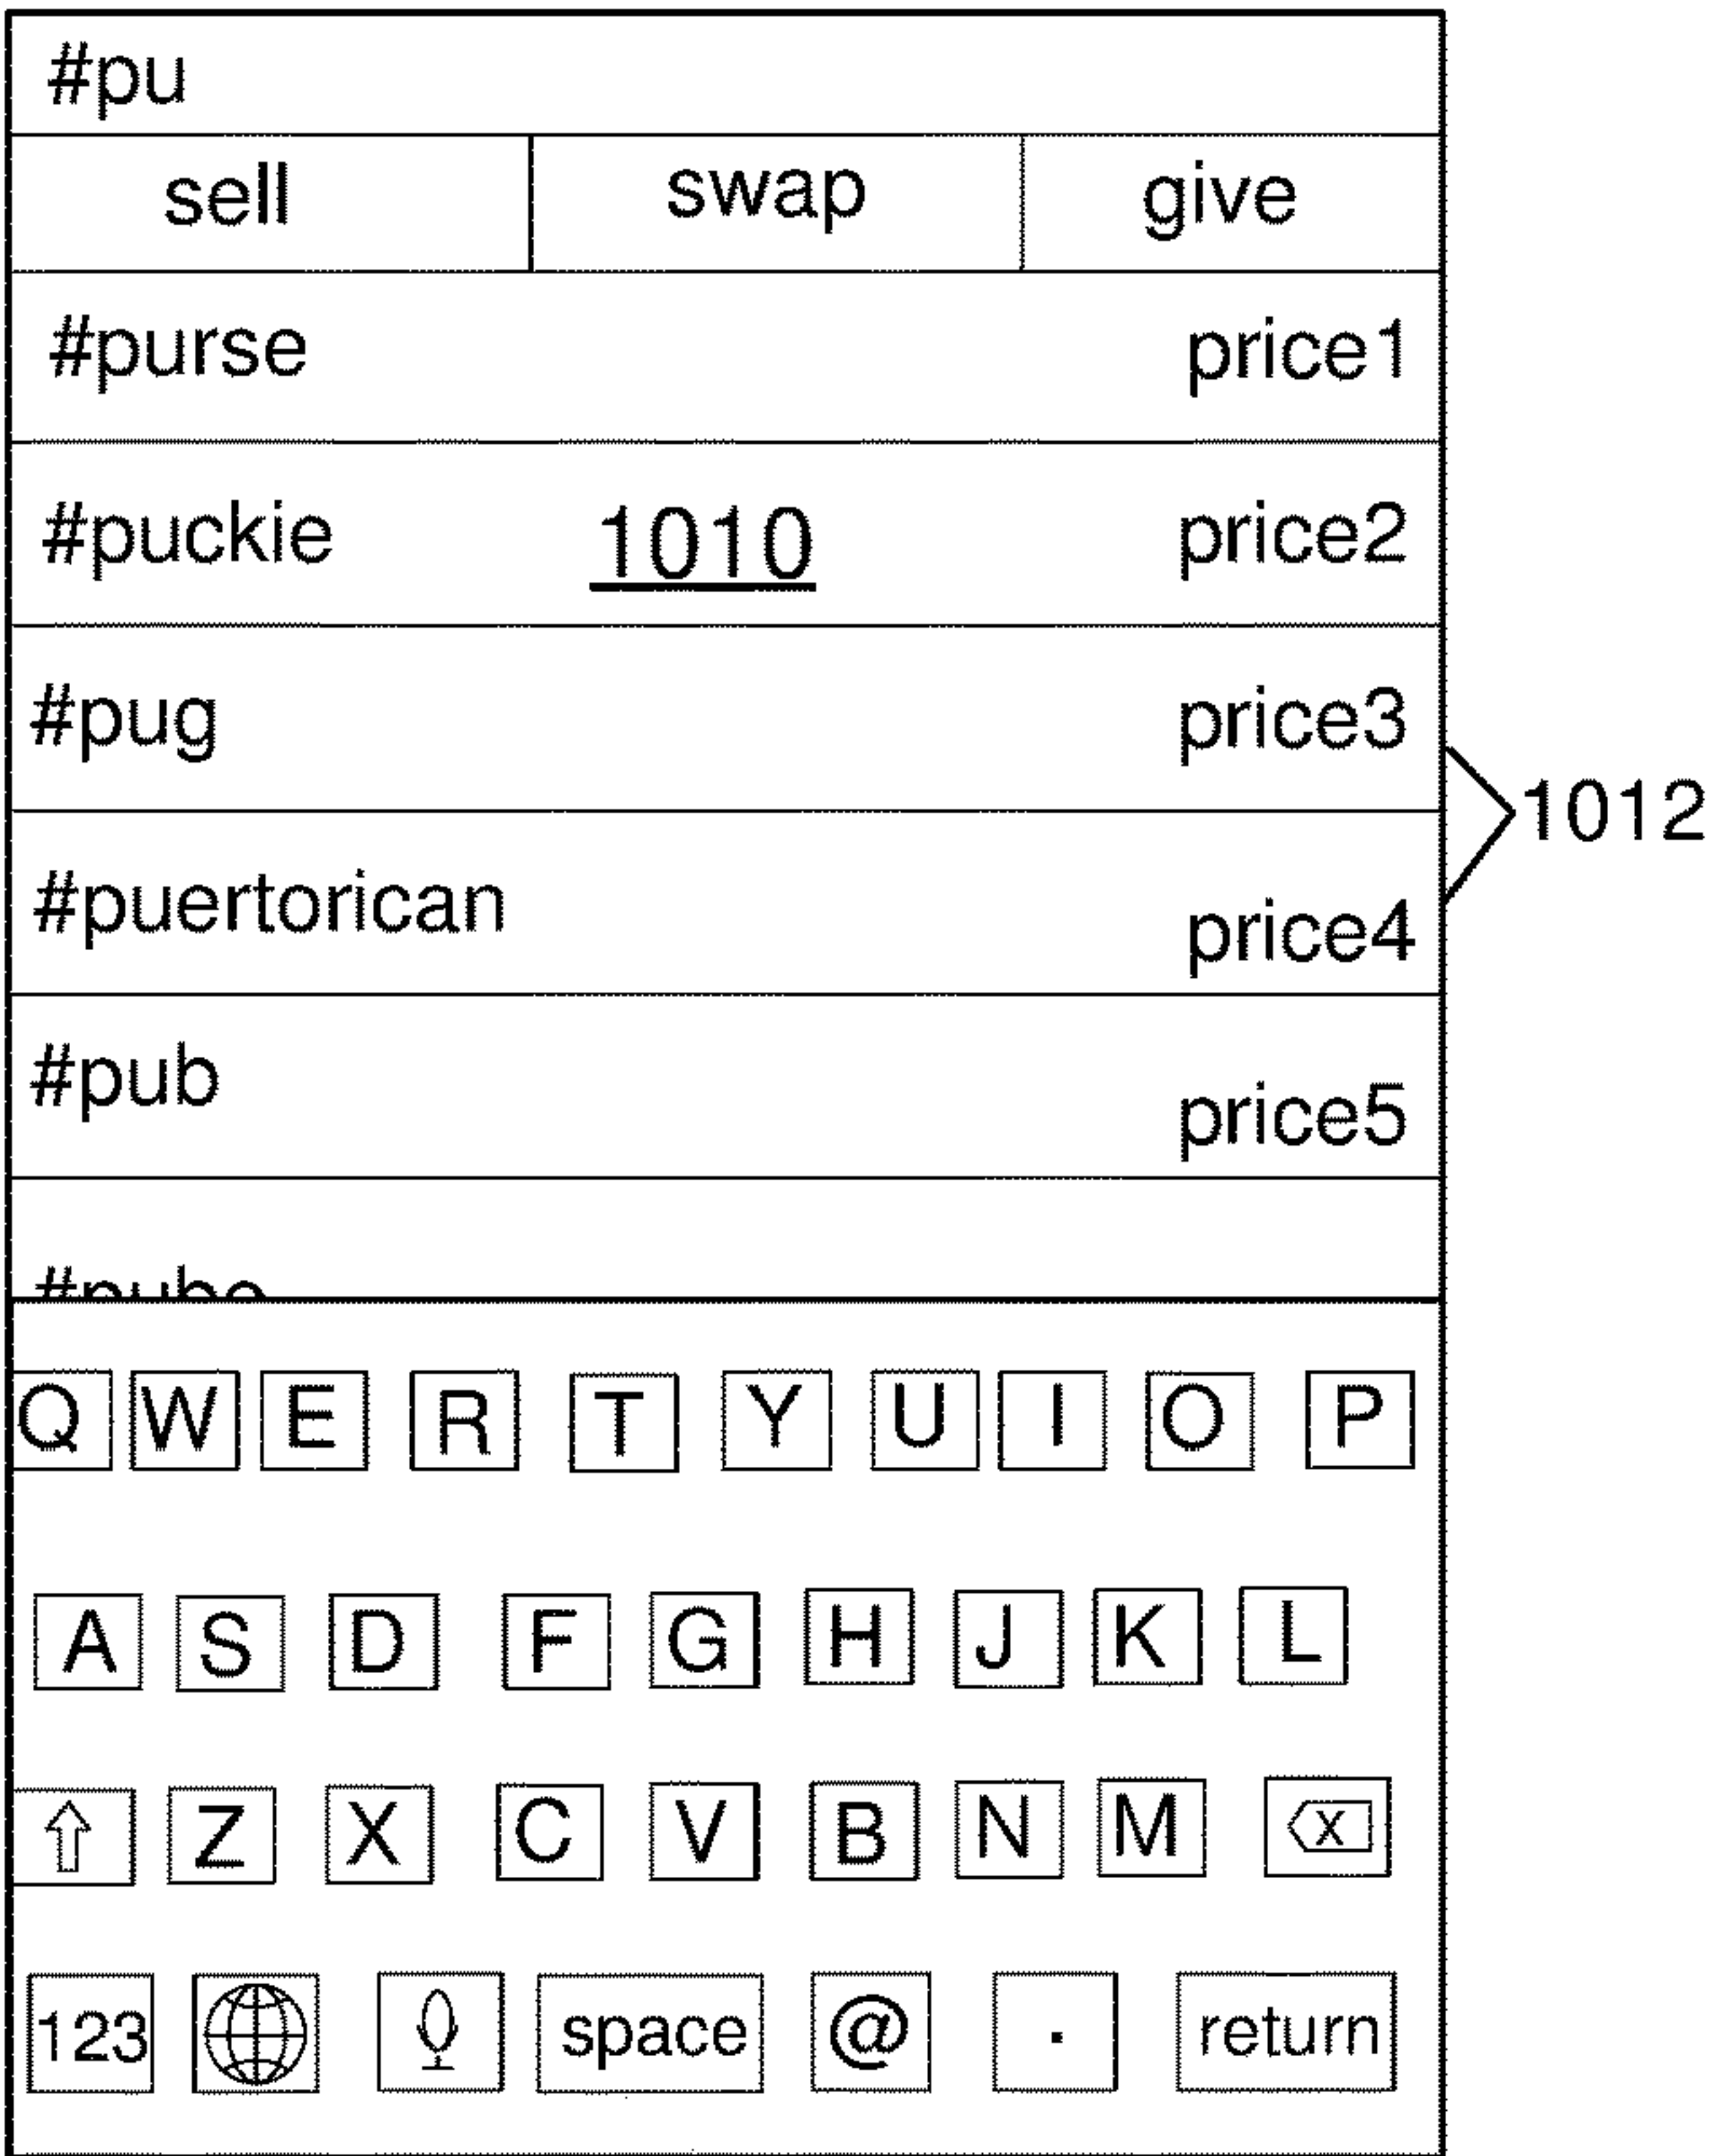 #pu
sell swap give
#purse price1
#puckie 1010 price2
#pug price3
1012
#puertorican price4
#pub price5
Q W E R T Y U I O P
A S D F G H J K L
Z X C V B N M X
123 space @ . return